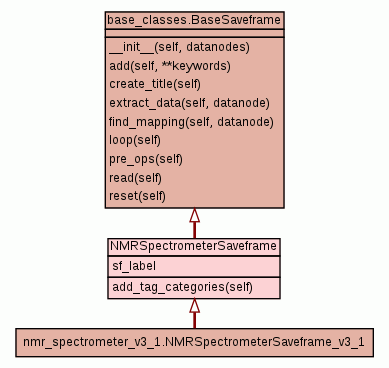 base_classes.BaseSaveframe
__init__(self, datanodes)
add(self, **keywords)
create_title(self)
extract_data(self, datanode)
find_mapping(self, datanode)
loop(self)
pre_ops(self)
read(self)
reset(self)
NMRSpectrometerSaveframe
sf_label
add_tag_categories(self)
nmr_spectrometer_v3_1.NMRSpectrometerSaveframe_v3_1